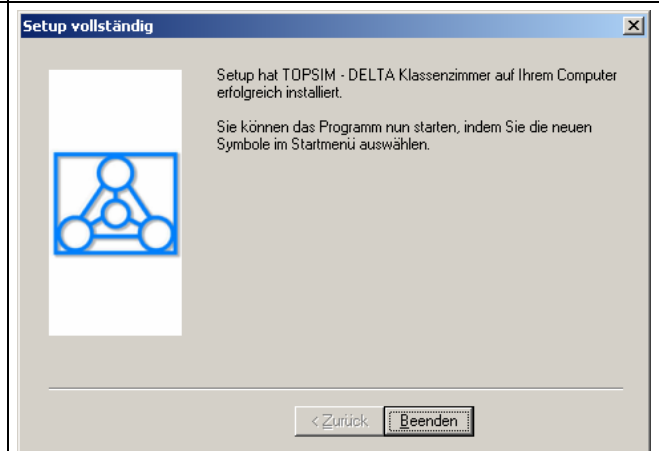 Setup vollständig
Setup hat TOPSIM - DELTA Klassenzimmer auf Ihrem Computer
erfolgreich installiert.
Sie können das Programm nun starten, indem Sie die neuen
Symbole im Startmenü auswählen.
< Zurück
Beenden